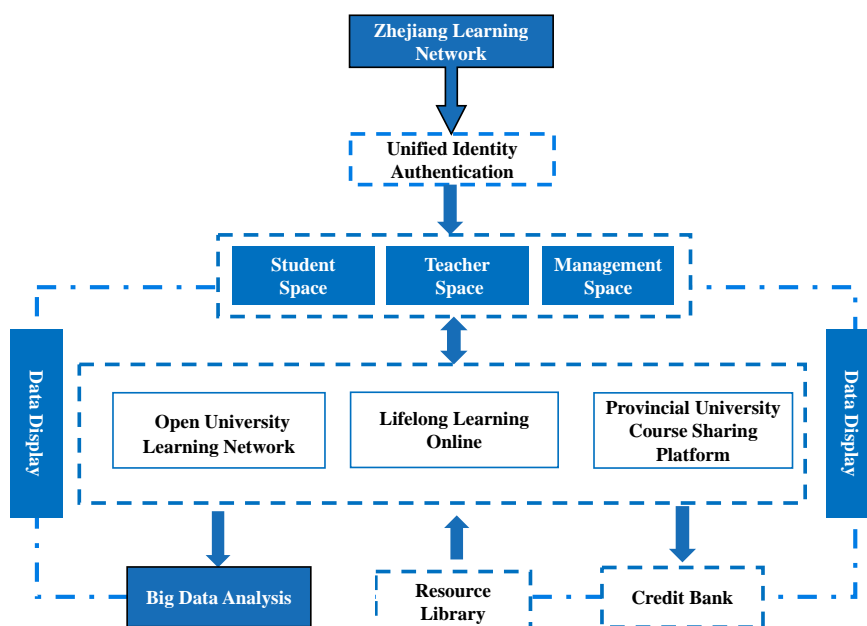 Zhejiang Learning
Network
Unified Identity
Authentication
Student
Space
Teacher
Space
Management
Space
Data Display
Open University
Learning Network
Lifelong Learning
Online
Provincial University
Course Sharing
Platform
Data Display
Big Data Analysis
Resource
Library
Credit Bank